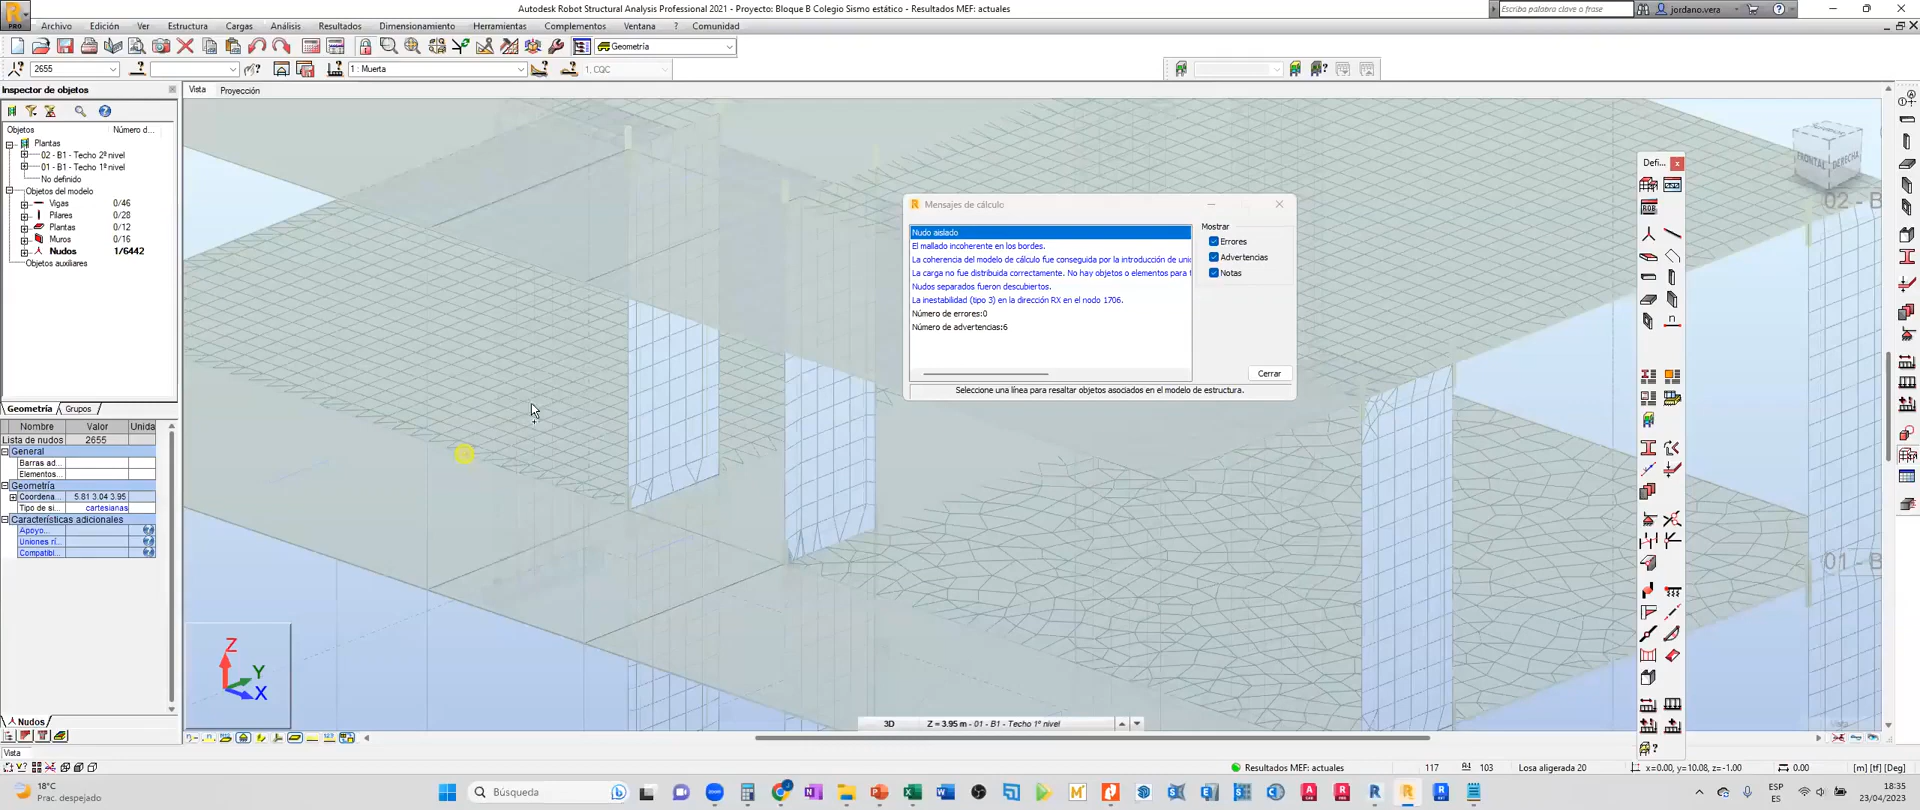 Autodesk Robot Structural Analysis Professional 2021 - Proyecto: Bloque B Colegio Sismo estático - Resultados MEF: actuales
Escriba palabra clave o frase
jordano.vera
PRO
Archivo Edición Ver Estructura Cargas Análisis Resultados Dimensionamiento Herramientas Complementos Ventana ? Comunidad
Geometría
2655
1 : Muerta
1. CQC
Inspector de objetos
Vista Proyección
Objetos Número d...
Plantas
02 - B1 - Techo 2º nivel
01 - B1 - Techo 1º nivel
No definido
Objetos del modelo
Vigas 0/46
Pilares 0/28
Plantas 0/12
Muros 0/16
Nudos 1/6442
Objetos auxiliares
Geometría Grupos
Nombre Valor Unida
Lista de nudos 2655
General
Barras ad...
Elementos
Geometría
Coordena... 5.81 3.04 3.95
Tipo de si... cartesianas
Características adicionales
Apoyo...
Uniones rí...
Compatibi...
Nudos
Vista
Mensajes de cálculo
Nudo aislado
El mallado incoherente en los bordes.
La coherencia del modelo de cálculo fue conseguida por la introducción de unio
La carga no fue distribuida correctamente. No hay objetos o elementos para
Nudos separados fueron descubiertos.
La inestabilidad (tipo 3) en la dirección RX en el nodo 1706.
Número de errores:0
Número de advertencias:6
Mostrar
Errores
Advertencias
Notas
Cerrar
Seleccione una línea para resaltar objetos asociados en el modelo de estructura.
Defi...
FRONTAL DERECHA
02 - B
01 - B
Z
Y
X
3D Z = 3.95 m - 01 - B1 - Techo 1º nivel
Resultados MEF: actuales 117 103 Losa aligerada 20 x=0.00, y=10.08, z=-1.00 0.00 [m] [tf] [Deg]
18°C
Prac. despejado
Búsqueda
ESP
ES
18:35
23/04/2023